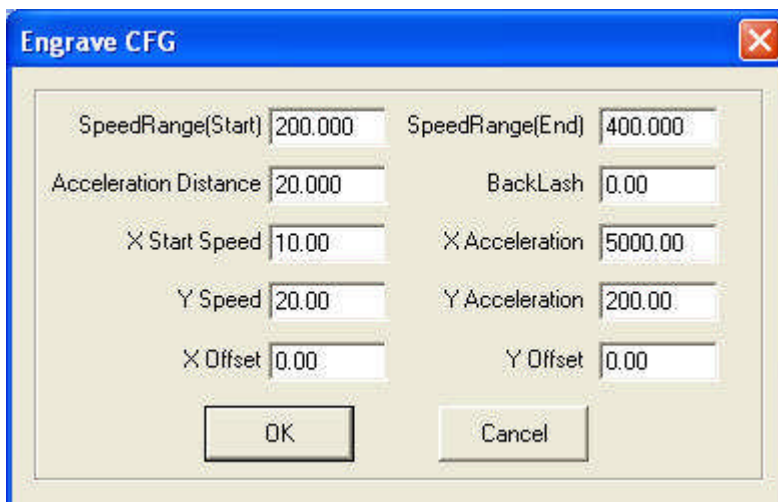 Engrave CFG
SpeedRange(Start) 200.000 SpeedRange(End) 400.000
Acceleration Distance 20.000 BackLash 0.00
X Start Speed 10.00 X Acceleration 5000.00
Y Speed 20.00 Y Acceleration 200.00
X Offset 0.00 Y Offset 0.00
OK Cancel